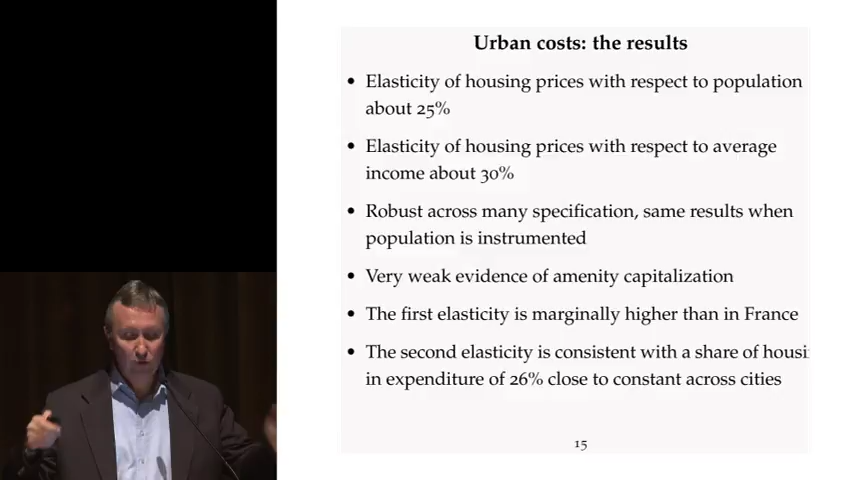 Urban costs: the results
• Elasticity of housing prices with respect to population
about 25%
• Elasticity of housing prices with respect to average
income about 30%
• Robust across many specification, same results when
population is instrumented
• Very weak evidence of amenity capitalization
• The first elasticity is marginally higher than in France
• The second elasticity is consistent with a share of housi
in expenditure of 26% close to constant across cities
15